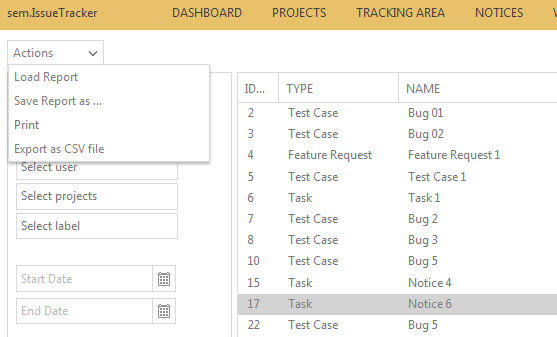 sem.IssueTracker DASHBOARD PROJECTS TRACKING AREA NOTICES
Actions
Load Report
Save Report as ...
Print
Export as CSV file
Select user
Select projects
Select label
Start Date
End Date
ID... TYPE NAME
2 Test Case Bug 01
3 Test Case Bug 02
4 Feature Request Feature Request 1
5 Test Case Test Case 1
6 Task Task 1
7 Test Case Bug 2
8 Test Case Bug 3
10 Test Case Bug 5
15 Task Notice 4
17 Task Notice 6
22 Test Case Bug 5